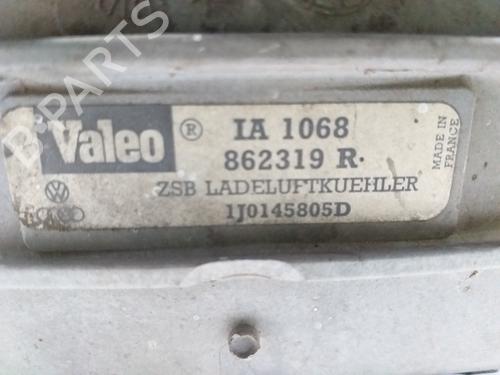 Valeo ® IA 1068
862319 R·
ZSB LADELUFTKUEHLER
1J0145805D
MADE IN
FRANCE
B-PARTS